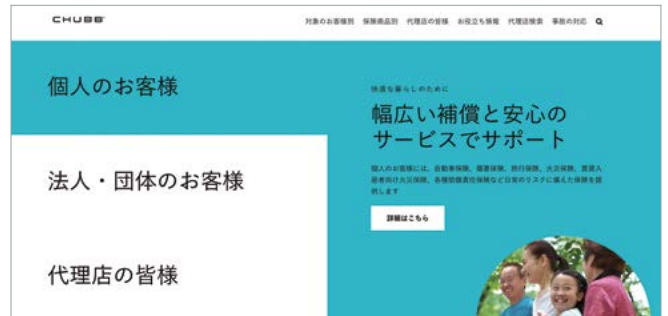 CHUBB
対象のお客様別 保険商品別 代理店の皆様 お役立ち情報 代理店検索 事故の対応
個人のお客様
法人・団体のお客様
代理店の皆様
快適な暮らしのために
幅広い補償と安心の
サービスでサポート
個人のお客様には、自動車保険、傷害保険、旅行保険、火災保険、賃貸入
居者向け火災保険、各種賠償責任保険など日常のリスクに備えた保険を提
供します
詳細はこちら